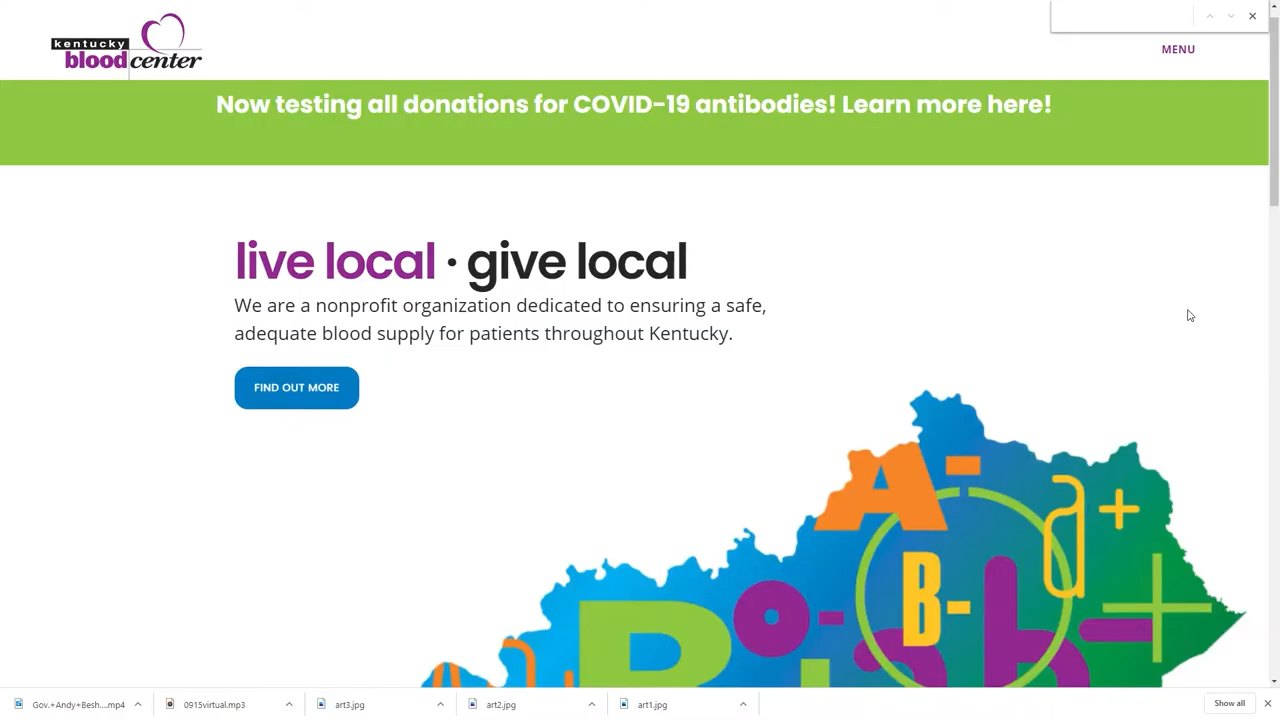 kentucky
bloodcenter
MENU
Now testing all donations for COVID-19 antibodies! Learn more here!
live local · give local
We are a nonprofit organization dedicated to ensuring a safe,
adequate blood supply for patients throughout Kentucky.
FIND OUT MORE
A-
a+
B-
o-
B
Gov.+Andy+Besh....mp4
0915virtual.mp3
art3.jpg
art2.jpg
art1.jpg
Show all